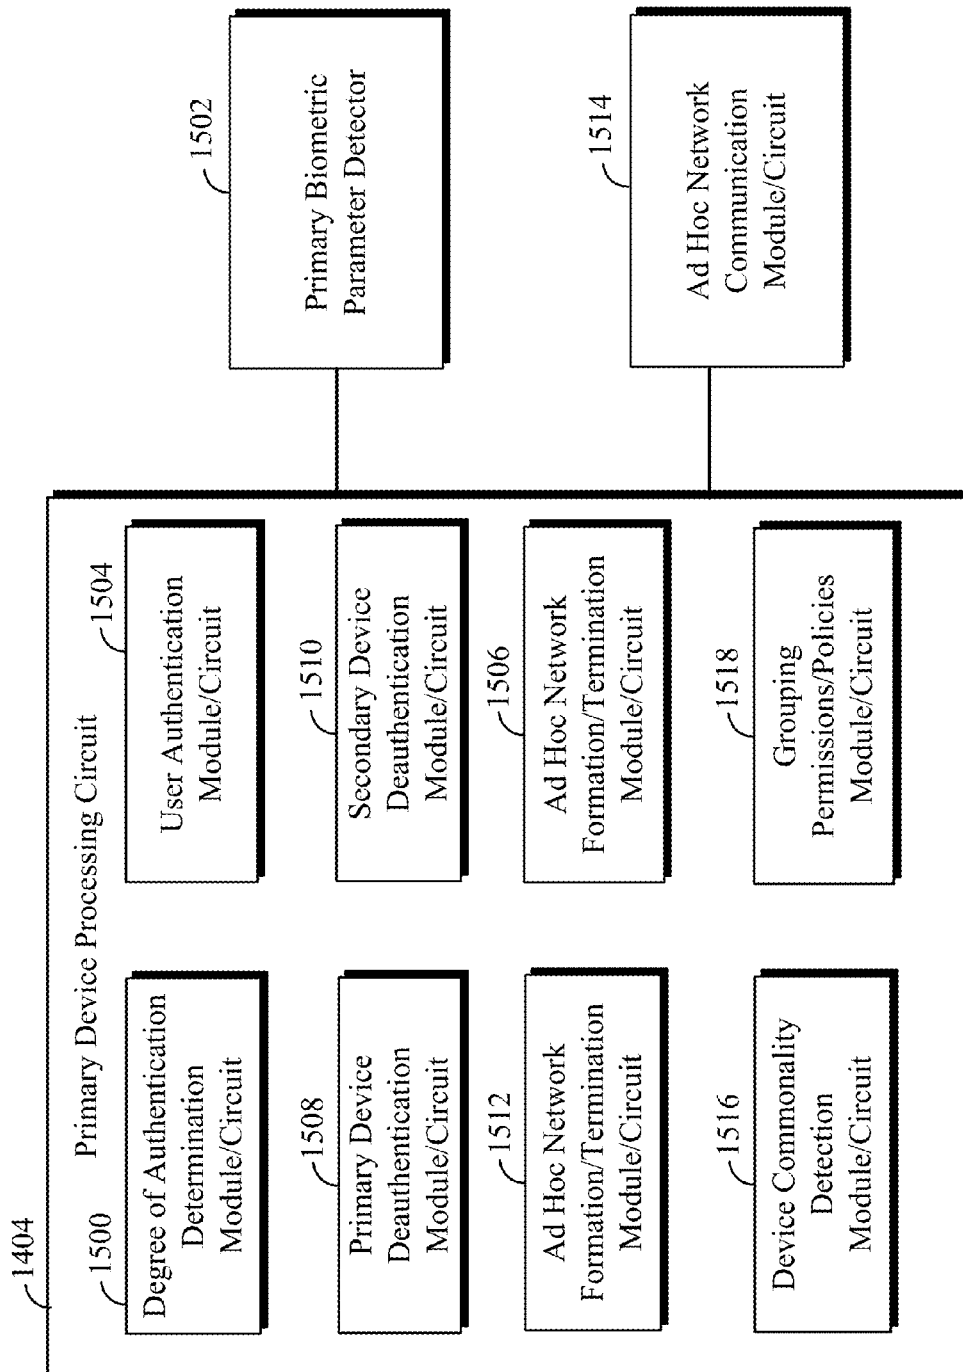 1404
Primary Device Processing Circuit
1500
Degree of Authentication
Determination
Module/Circuit
1504
User Authentication
Module/Circuit
1508
Primary Device
Deauthentication
Module/Circuit
1510
Secondary Device
Deauthentication
Module/Circuit
1512
Ad Hoc Network
Formation/Termination
Module/Circuit
1506
Ad Hoc Network
Formation/Termination
Module/Circuit
1516
Device Commonality
Detection
Module/Circuit
1518
Grouping
Permissions/Policies
Module/Circuit
1502
Primary Biometric
Parameter Detector
1514
Ad Hoc Network
Communication
Module/Circuit